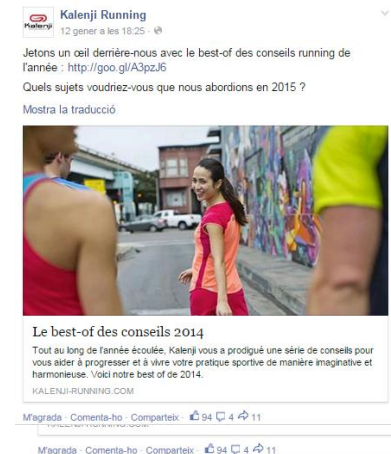 Kalenji
Kalenji Running
12 gener a les 18:25 ·
Jetons un œil derrière-nous avec le best-of des conseils running de
l'année : http://goo.gl/A3pzJ6
Quels sujets voudriez-vous que nous abordions en 2015 ?
Mostra la traducció
Le best-of des conseils 2014
Tout au long de l'année écoulée, Kalenji vous a prodigué une série de conseils pour
vous aider à progresser et à vivre votre pratique sportive de manière imaginative et
harmonieuse. Voici notre best of de 2014.
KALENJI-RUNNING.COM
M'agrada · Comenta-ho · Comparteix · 94 4 11
M'agrada · Comenta-ho · Comparteix · 94 4 11